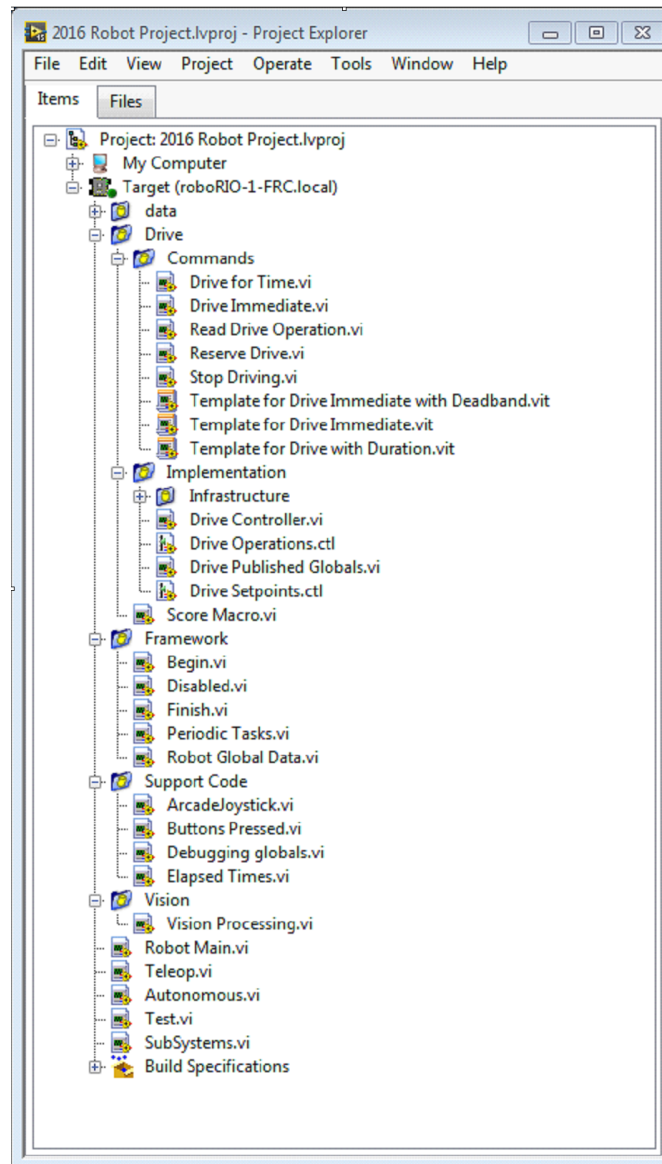 2016 Robot Project.lvproj - Project Explorer
File Edit View Project Operate Tools Window Help
Items Files
Project: 2016 Robot Project.lvproj
My Computer
Target (roboRIO-1-FRC.local)
data
Drive
Commands
Drive for Time.vi
Drive Immediate.vi
Read Drive Operation.vi
Reserve Drive.vi
Stop Driving.vi
Template for Drive Immediate with Deadband.vit
Template for Drive Immediate.vit
Template for Drive with Duration.vit
Implementation
Infrastructure
Drive Controller.vi
Drive Operations.ctl
Drive Published Globals.vi
Drive Setpoints.ctl
Score Macro.vi
Framework
Begin.vi
Disabled.vi
Finish.vi
Periodic Tasks.vi
Robot Global Data.vi
Support Code
ArcadeJoystick.vi
Buttons Pressed.vi
Debugging globals.vi
Elapsed Times.vi
Vision
Vision Processing.vi
Robot Main.vi
Teleop.vi
Autonomous.vi
Test.vi
SubSystems.vi
Build Specifications